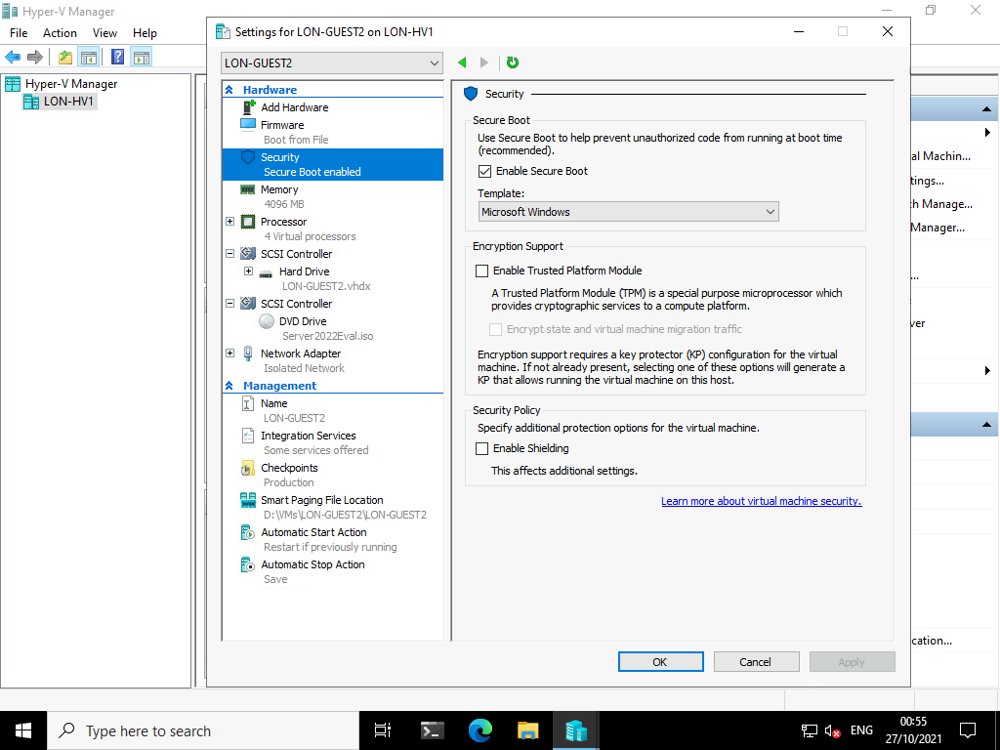 Hyper-V Manager
File Action View Help
Hyper-V Manager
LON-HV1
Settings for LON-GUEST2 on LON-HV1
LON-GUEST2
Hardware
Add Hardware
Firmware
Boot from File
Security
Secure Boot enabled
Memory
4096 MB
Processor
4 Virtual processors
SCSI Controller
Hard Drive
LON-GUEST2.vhdx
SCSI Controller
DVD Drive
Server2022Eval.iso
Network Adapter
Isolated Network
Management
Name
LON-GUEST2
Integration Services
Some services offered
Checkpoints
Production
Smart Paging File Location
D:\VMs\LON-GUEST2\LON-GUEST2
Automatic Start Action
Restart if previously running
Automatic Stop Action
Save
Security
Secure Boot
Use Secure Boot to help prevent unauthorized code from running at boot time
(recommended).
Enable Secure Boot
Template:
Microsoft Windows
Encryption Support
Enable Trusted Platform Module
A Trusted Platform Module (TPM) is a special purpose microprocessor which
provides cryptographic services to a compute platform.
Encrypt state and virtual machine migration traffic
Encryption support requires a key protector (KP) configuration for the virtual
machine. If not already present, selecting one of these options will generate a
KP that allows running the virtual machine on this host.
Security Policy
Specify additional protection options for the virtual machine.
Enable Shielding
This affects additional settings.
Learn more about virtual machine security.
OK Cancel Apply
al Machin...
tings...
h Manage...
Manager...
...
ver
cation...
Type here to search
ENG
00:55
27/10/2021